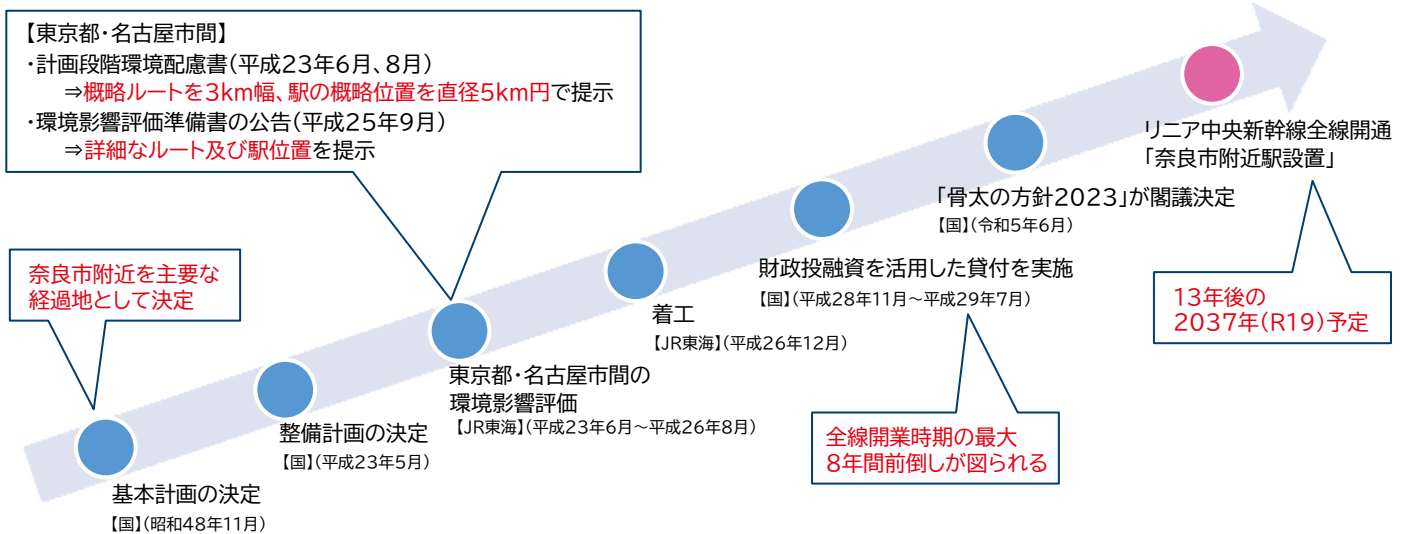 【東京都・名古屋市間】
・計画段階環境配慮書(平成23年6月、8月)
⇒概略ルートを3km幅、駅の概略位置を直径5km円で提示
・環境影響評価準備書の公告(平成25年9月)
⇒詳細なルート及び駅位置を提示
奈良市附近を主要な
経過地として決定
基本計画の決定
【国】(昭和48年11月)
整備計画の決定
【国】(平成23年5月)
東京都・名古屋市間の
環境影響評価
【JR東海】(平成23年6月～平成26年8月)
着工
【JR東海】(平成26年12月)
財政投融資を活用した貸付を実施
【国】(平成28年11月～平成29年7月)
全線開業時期の最大
8年間前倒しが図られる
「骨太の方針2023」が閣議決定
【国】(令和5年6月)
リニア中央新幹線全線開通
「奈良市附近駅設置」
13年後の
2037年(R19)予定